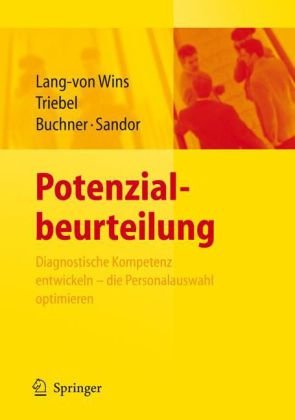 Lang-von Wins
Triebel
Buchner · Sandor
Potenzial-
beurteilung
Diagnostische Kompetenz
entwickeln – die Personalauswahl
optimieren
Springer